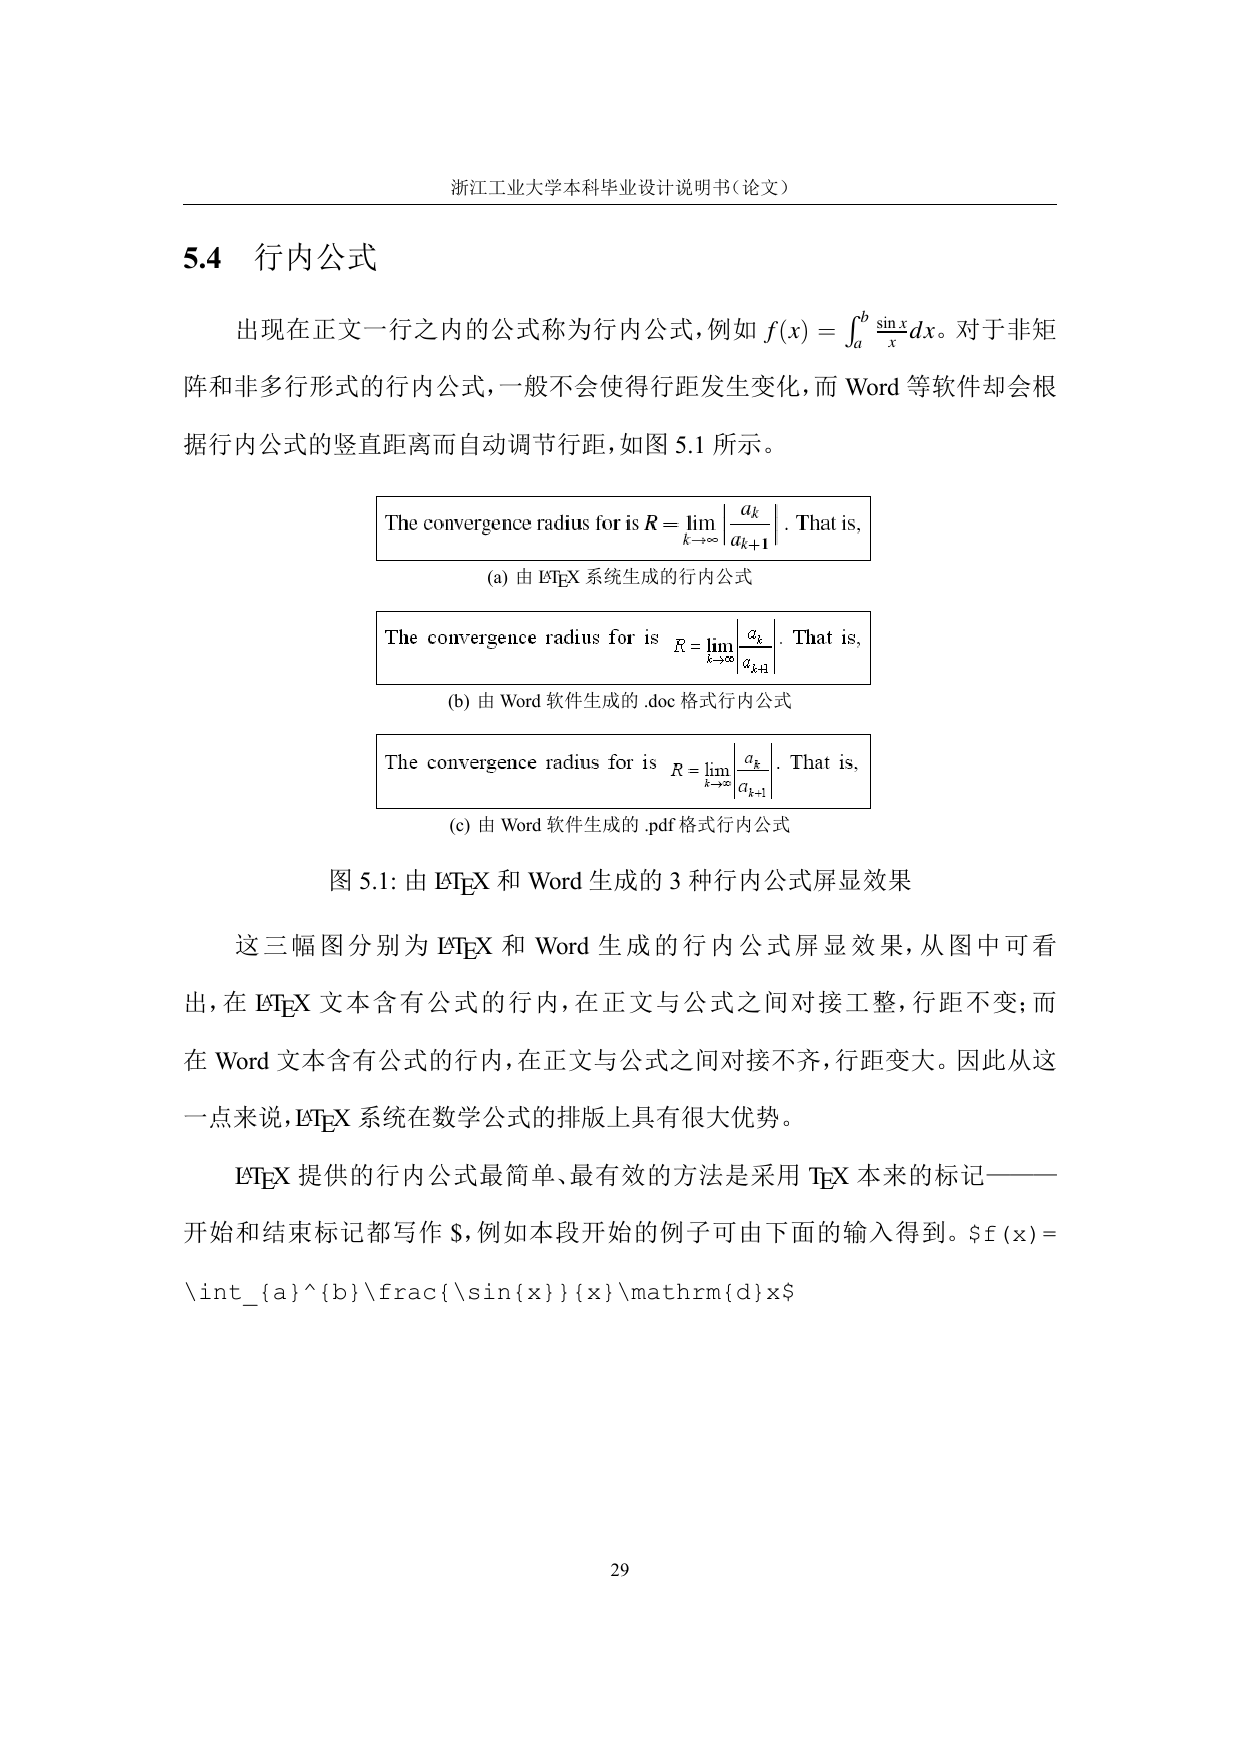 浙江工业大学本科毕业设计说明书（论文）
5.4 行内公式
出现在正文一行之内的公式称为行内公式，例如 f(x) = ∫_a^b \frac{\sin x}{x}dx。对于非矩
阵和非多行形式的行内公式，一般不会使得行距发生变化，而 Word 等软件却会根
据行内公式的竖直距离而自动调节行距，如图 5.1 所示。
The convergence radius for is R = \lim_{k→∞} |\frac{a_k}{a_{k+1}}| . That is,
(a) 由 LATEX 系统生成的行内公式
The convergence radius for is R = \lim_{k→∞} |\frac{a_k}{a_{k+1}}| . That is,
(b) 由 Word 软件生成的 .doc 格式行内公式
The convergence radius for is R = \lim_{k→∞} |\frac{a_k}{a_{k+1}}| . That is,
(c) 由 Word 软件生成的 .pdf 格式行内公式
图 5.1: 由 LATEX 和 Word 生成的 3 种行内公式屏显效果
这三幅图分别为 LATEX 和 Word 生成的行内公式屏显效果，从图中可看
出，在 LATEX 文本含有公式的行内，在正文与公式之间对接工整，行距不变；而
在 Word 文本含有公式的行内，在正文与公式之间对接不齐，行距变大。因此从这
一点来说，LATEX 系统在数学公式的排版上具有很大优势。
LATEX 提供的行内公式最简单、最有效的方法是采用 TEX 本来的标记———
开始和结束标记都写作 $，例如本段开始的例子可由下面的输入得到。$f(x)=
\int_{a}^{b}\frac{\sin{x}}{x}\mathrm{d}x$
29